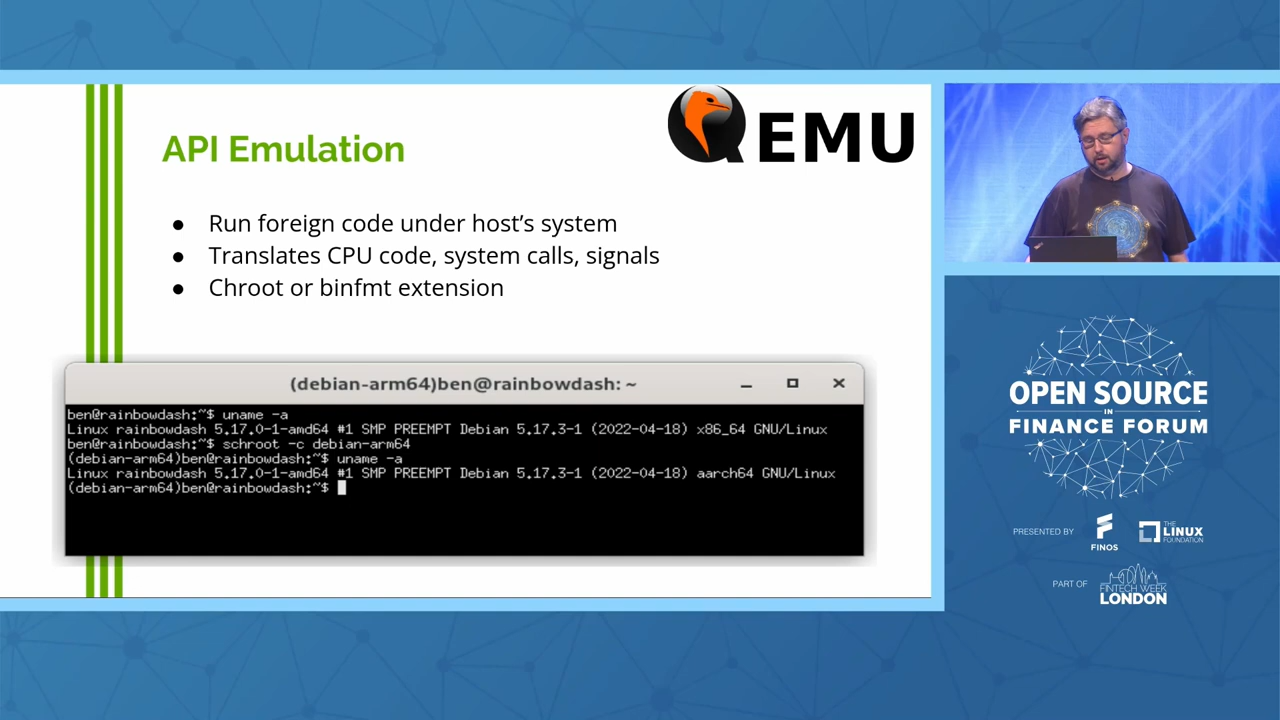 API Emulation
QEMU
● Run foreign code under host’s system
● Translates CPU code, system calls, signals
● Chroot or binfmt extension
(debian-arm64)ben@rainbowdash: ~
ben@rainbowdash:~$ uname -a
Linux rainbowdash 5.17.0-1-amd64 #1 SMP PREEMPT Debian 5.17.3-1 (2022-04-18) x86_64 GNU/Linux
ben@rainbowdash:~$ schroot -c debian-arm64
(debian-arm64)ben@rainbowdash:~$ uname -a
Linux rainbowdash 5.17.0-1-amd64 #1 SMP PREEMPT Debian 5.17.3-1 (2022-04-18) aarch64 GNU/Linux
(debian-arm64)ben@rainbowdash:~$
OPEN SOURCE
IN
FINANCE FORUM
PRESENTED BY
FINOS
THE
LINUX
FOUNDATION
PART OF
FINTECH WEEK
LONDON